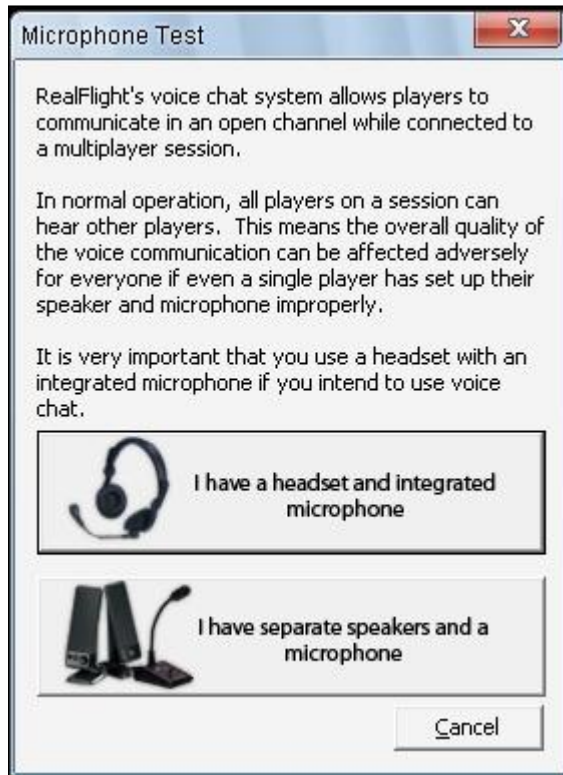 Microphone Test
RealFlight's voice chat system allows players to
communicate in an open channel while connected to
a multiplayer session.
In normal operation, all players on a session can
hear other players.  This means the overall quality of
the voice communication can be affected adversely
for everyone if even a single player has set up their
speaker and microphone improperly.
It is very important that you use a headset with an
integrated microphone if you intend to use voice
chat.
I have a headset and integrated
microphone
I have separate speakers and a
microphone
Cancel